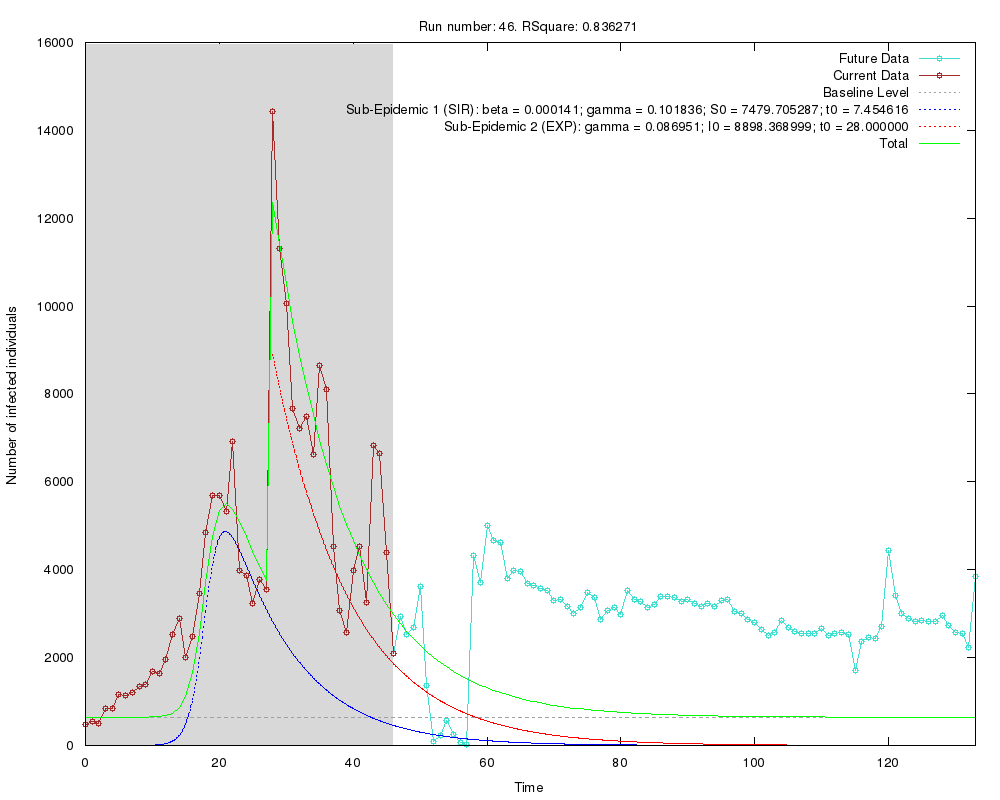 Run number: 46. RSquare: 0.836271
Future Data
Current Data
Baseline Level
Sub-Epidemic 1 (SIR): beta = 0.000141; gamma = 0.101836; S0 = 7479.705287; t0 = 7.454616
Sub-Epidemic 2 (EXP): gamma = 0.086951; I0 = 8898.368999; t0 = 28.000000
Total
Number of infected individuals
16000
14000
12000
10000
8000
6000
4000
2000
0
0 20 40 60 80 100 120
Time